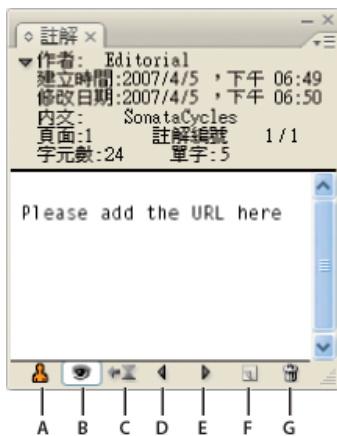 註解
作者: Editorial
建立時間:2007/4/5 ,下午 06:49
修改日期:2007/4/5 ,下午 06:50
內文: SonataCycles
頁面:1 註解編號 1/1
字元數:24 單字:5
Please add the URL here
A B C D E F G